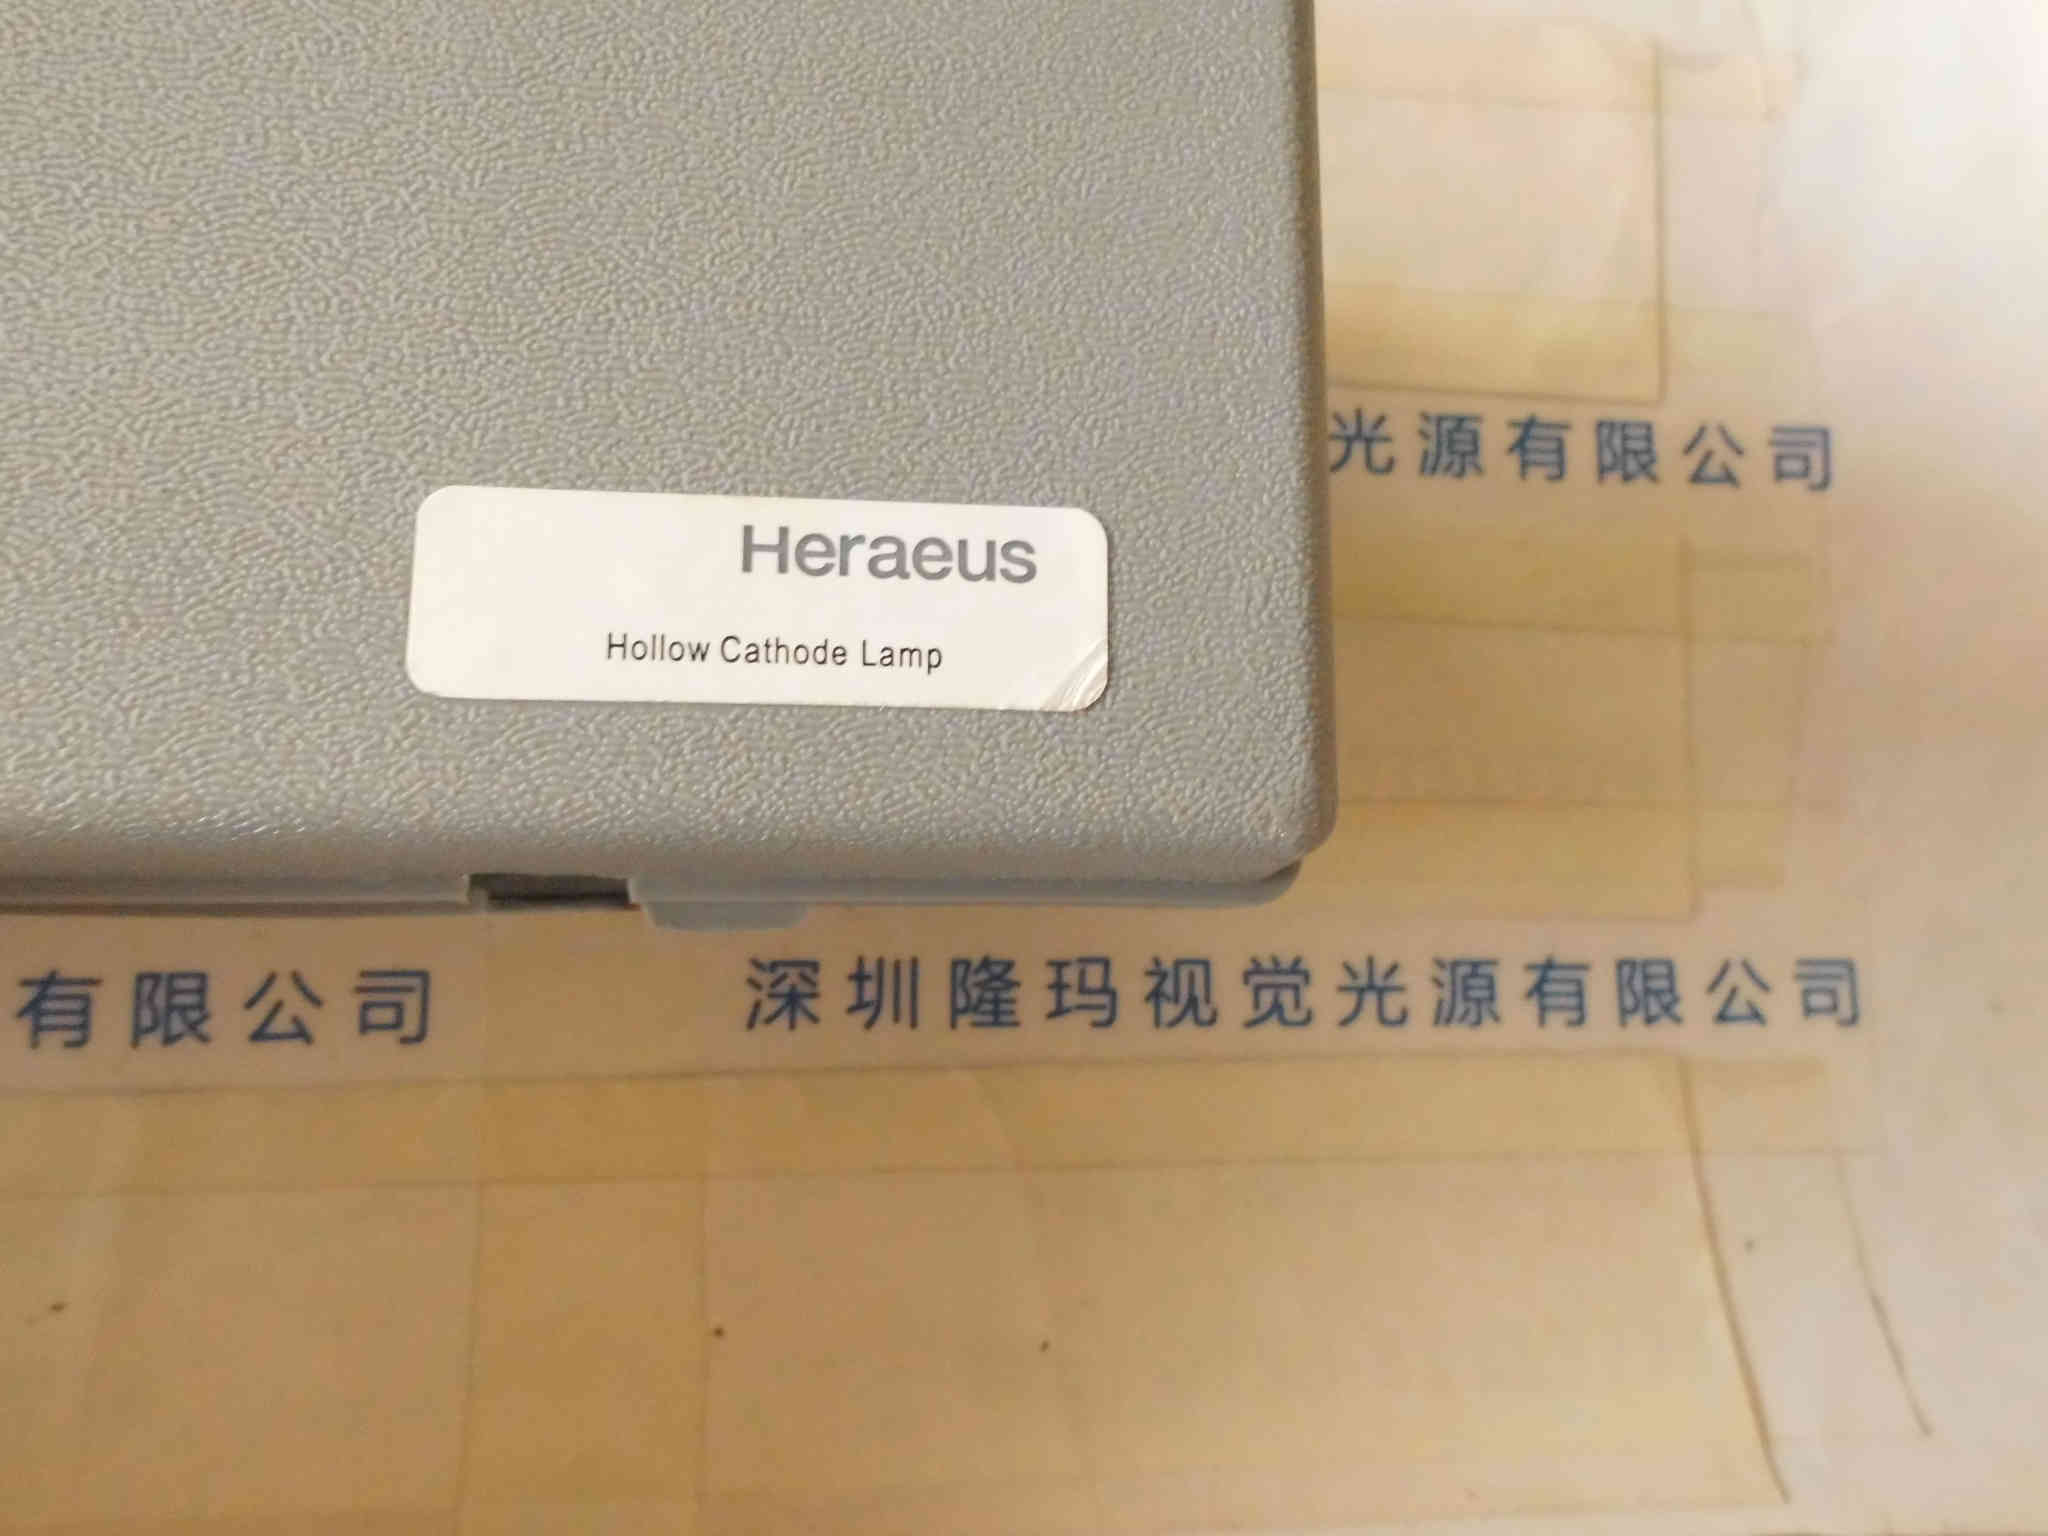 光源有限公司
Heraeus
Hollow Cathode Lamp
有限公司
深圳隆玛视觉光源有限公司